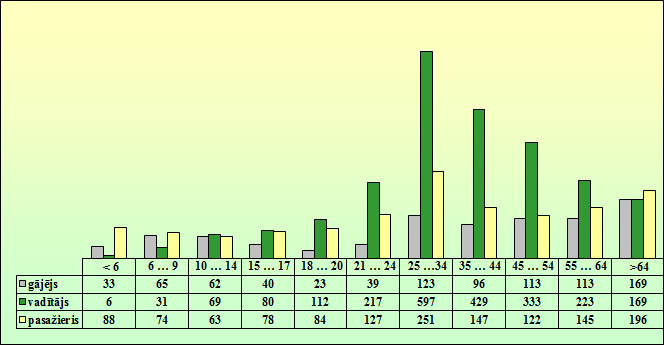 < 6 6 … 9 10 … 14 15 … 17 18 … 20 21 … 24 25 …34 35 … 44 45 … 54 55 … 64 >64
gājējs 33 65 62 40 23 39 123 96 113 113 169
vadītājs 6 31 69 80 112 217 597 429 333 223 169
pasažieris 88 74 63 78 84 127 251 147 122 145 196